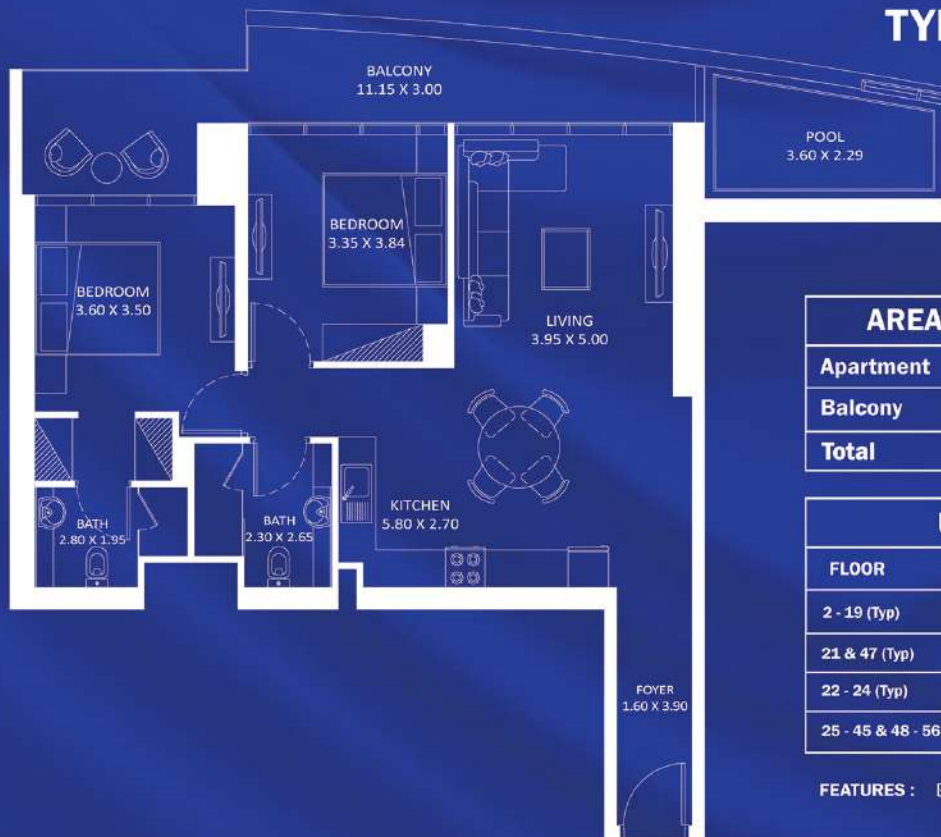 TY
BALCONY
11.15 X 3.00
POOL
3.60 X 2.29
BEDROOM
3.35 X 3.84
BEDROOM
3.60 X 3.50
LIVING
3.95 X 5.00
KITCHEN
5.80 X 2.70
BATH
2.80 X 1.95
BATH
2.30 X 2.65
FOYER
1.60 X 3.90
AREA
Apartment
Balcony
Total
FLOOR
2 - 19 (Typ)
21 & 47 (Typ)
22 - 24 (Typ)
25 - 45 & 48 - 56
FEATURES :